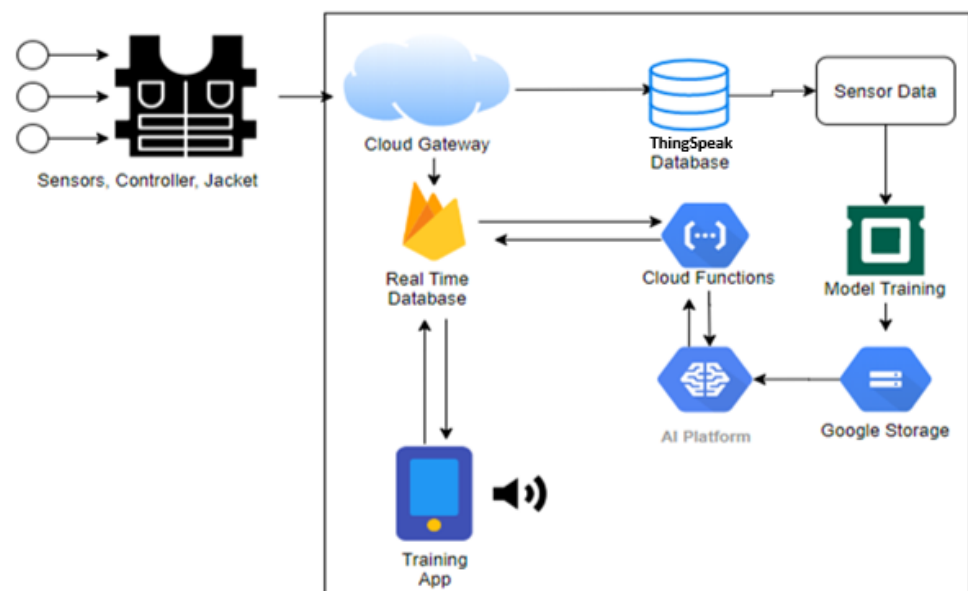 Sensors, Controller, Jacket
Cloud Gateway
ThingSpeak
Database
Sensor Data
Real Time
Database
Cloud Functions
Model Training
AI Platform
Google Storage
Training
App